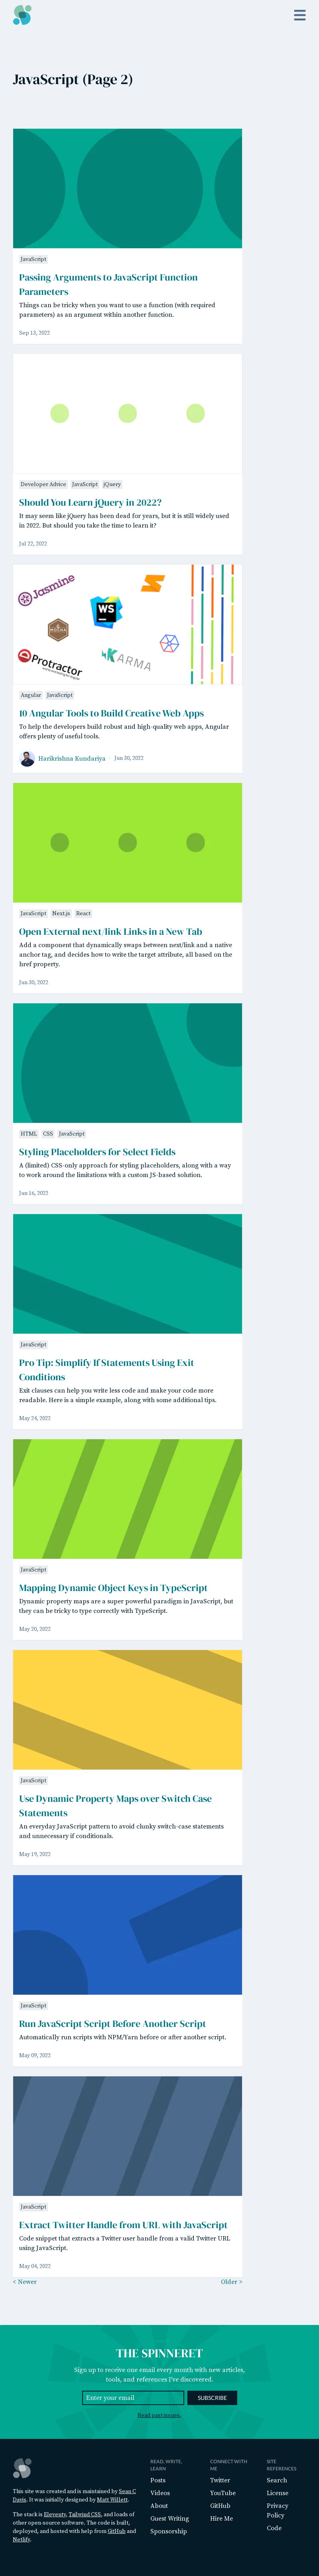 JavaScript (Page 2)
JavaScript
Passing Arguments to JavaScript Function
Parameters
Things can be tricky when you want to use a function (with required
parameters) as an argument within another function.
Sep 13, 2022
Developer Advice JavaScript jQuery
Should You Learn jQuery in 2022?
It may seem like jQuery has been dead for years, but it is still widely used
in 2022. But should you take the time to learn it?
Jul 22, 2022
Jasmine
WS
MOCHA
KARMA
Protractor
Angular JavaScript
10 Angular Tools to Build Creative Web Apps
To help the developers build robust and high-quality web apps, Angular
offers plenty of useful tools.
Harikrishna Kundariya Jun 30, 2022
JavaScript Next.js React
Open External next/link Links in a New Tab
Add a component that dynamically swaps between next/link and a native
anchor tag, and decides how to write the target attribute, all based on the
href property.
Jun 30, 2022
HTML CSS JavaScript
Styling Placeholders for Select Fields
A (limited) CSS-only approach for styling placeholders, along with a way
to work around the limitations with a custom JS-based solution.
Jun 16, 2022
JavaScript
Pro Tip: Simplify If Statements Using Exit
Conditions
Exit clauses can help you write less code and make your code more
readable. Here is a simple example, along with some additional tips.
May 24, 2022
JavaScript
Mapping Dynamic Object Keys in TypeScript
Dynamic property maps are a super powerful paradigm in JavaScript, but
they can be tricky to type correctly with TypeScript.
May 20, 2022
JavaScript
Use Dynamic Property Maps over Switch Case
Statements
An everyday JavaScript pattern to avoid clunky switch-case statements
and unnecessary if conditionals.
May 19, 2022
JavaScript
Run JavaScript Script Before Another Script
Automatically run scripts with NPM/Yarn before or after another script.
May 09, 2022
JavaScript
Extract Twitter Handle from URL with JavaScript
Code snippet that extracts a Twitter user handle from a valid Twitter URL
using JavaScript.
May 04, 2022
< Newer Older >
THE SPINNERET
Sign up to receive one email every month with new articles,
tools, and references I've discovered.
Enter your email SUBSCRIBE
Read past issues.
This site was created and is maintained by Sean C
Davis. It was initially designed by Matt Willett.
The stack is Eleventy, Tailwind CSS, and loads of
other open-source software. The code is built,
deployed, and hosted with help from GitHub and
Netlify.
READ, WRITE,
LEARN
Posts
Videos
About
Guest Writing
Sponsorship
CONNECT WITH
ME
Twitter
YouTube
GitHub
Hire Me
SITE
REFERENCES
Search
License
Privacy
Policy
Code